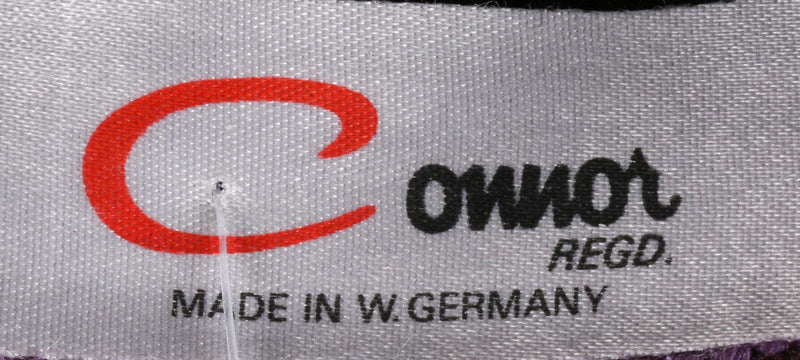 Connor
REGD.
MADE IN W. GERMANY